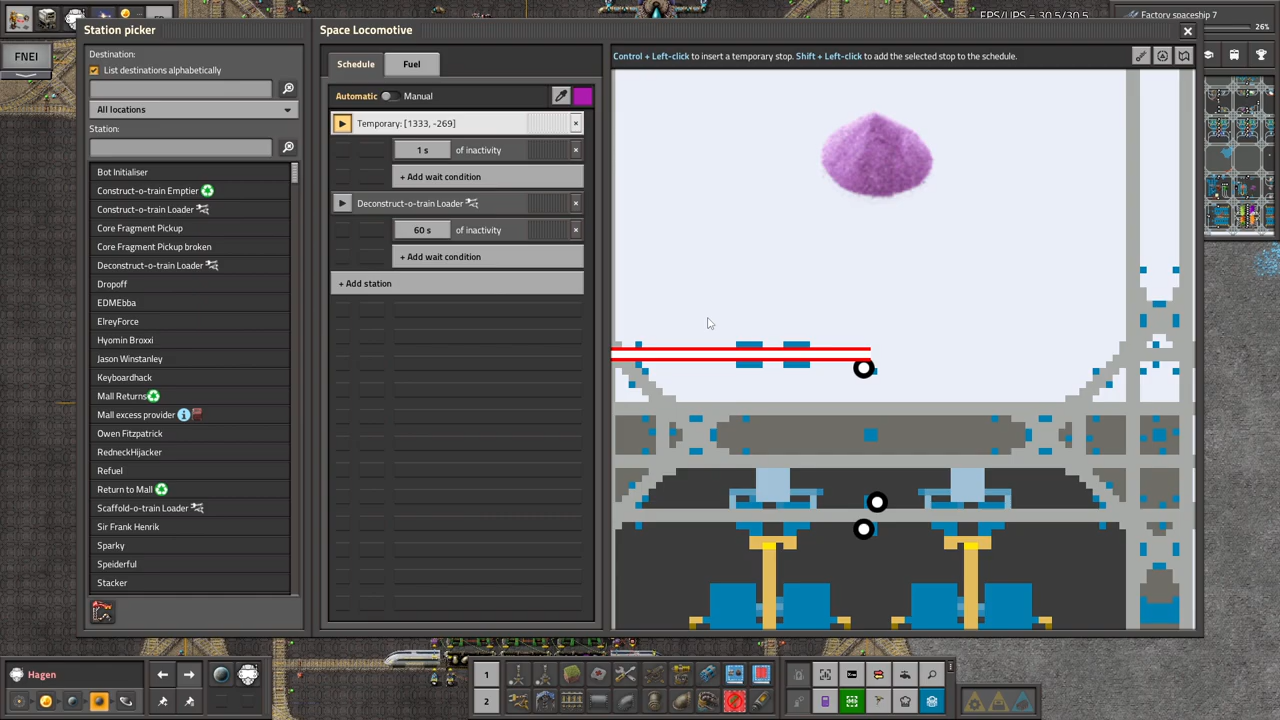 FPS/UPS = 30.5/30.5
Factory spaceship 7
26%
FNEI
Station picker
Destination:
List destinations alphabetically
All locations
Station:
Bot Initialiser
Construct-o-train Emptier
Construct-o-train Loader
Core Fragment Pickup
Core Fragment Pickup broken
Deconstruct-o-train Loader
Dropoff
EDMEbba
ElreyForce
Hyomin Broxxi
Jason Winstanley
Keyboardhack
Mall Returns
Mall excess provider
Owen Fitzpatrick
RedneckHijacker
Refuel
Return to Mall
Scaffold-o-train Loader
Sir Frank Henrik
Sparky
Speiderful
Stacker
Space Locomotive
Schedule
Fuel
Automatic
Manual
Temporary: [1333, -269]
1 s of inactivity
+ Add wait condition
Deconstruct-o-train Loader
60 s of inactivity
+ Add wait condition
+ Add station
Control + Left-click to insert a temporary stop. Shift + Left-click to add the selected stop to the schedule.
Hagen
1
2